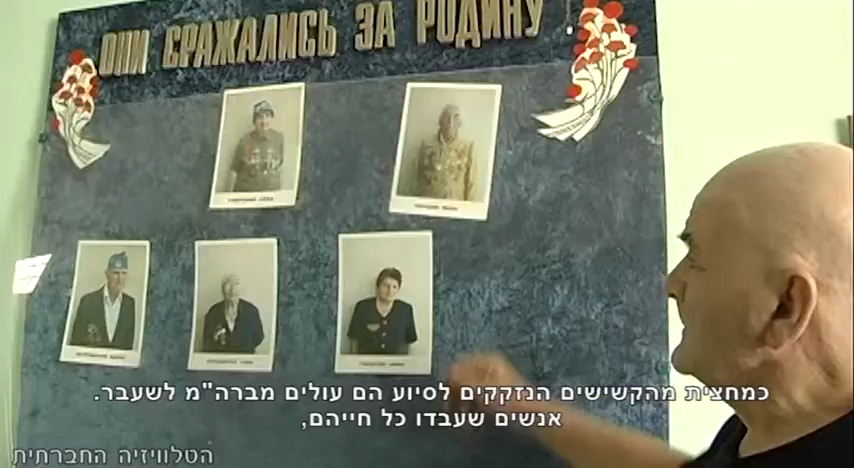 ОНИ СРАЖАЛИСЬ ЗА РОДИНУ
כמחצית מהקשישים הנזקקים לסיוע הם עולים מברה"מ לשעבר.
אנשים שעבדו כל חייהם,
הטלוויזיה החברתית